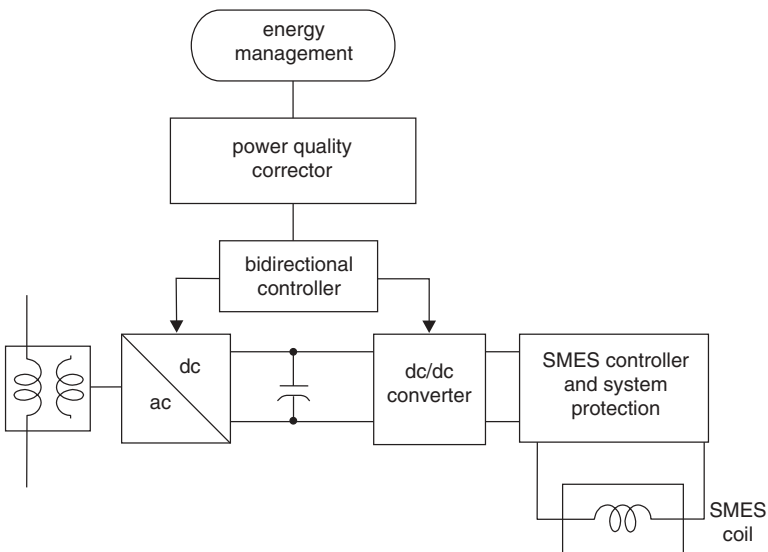 energy
management
power quality
corrector
bidirectional
controller
dc
ac
dc/dc
converter
SMES controller
and system
protection
SMES
coil